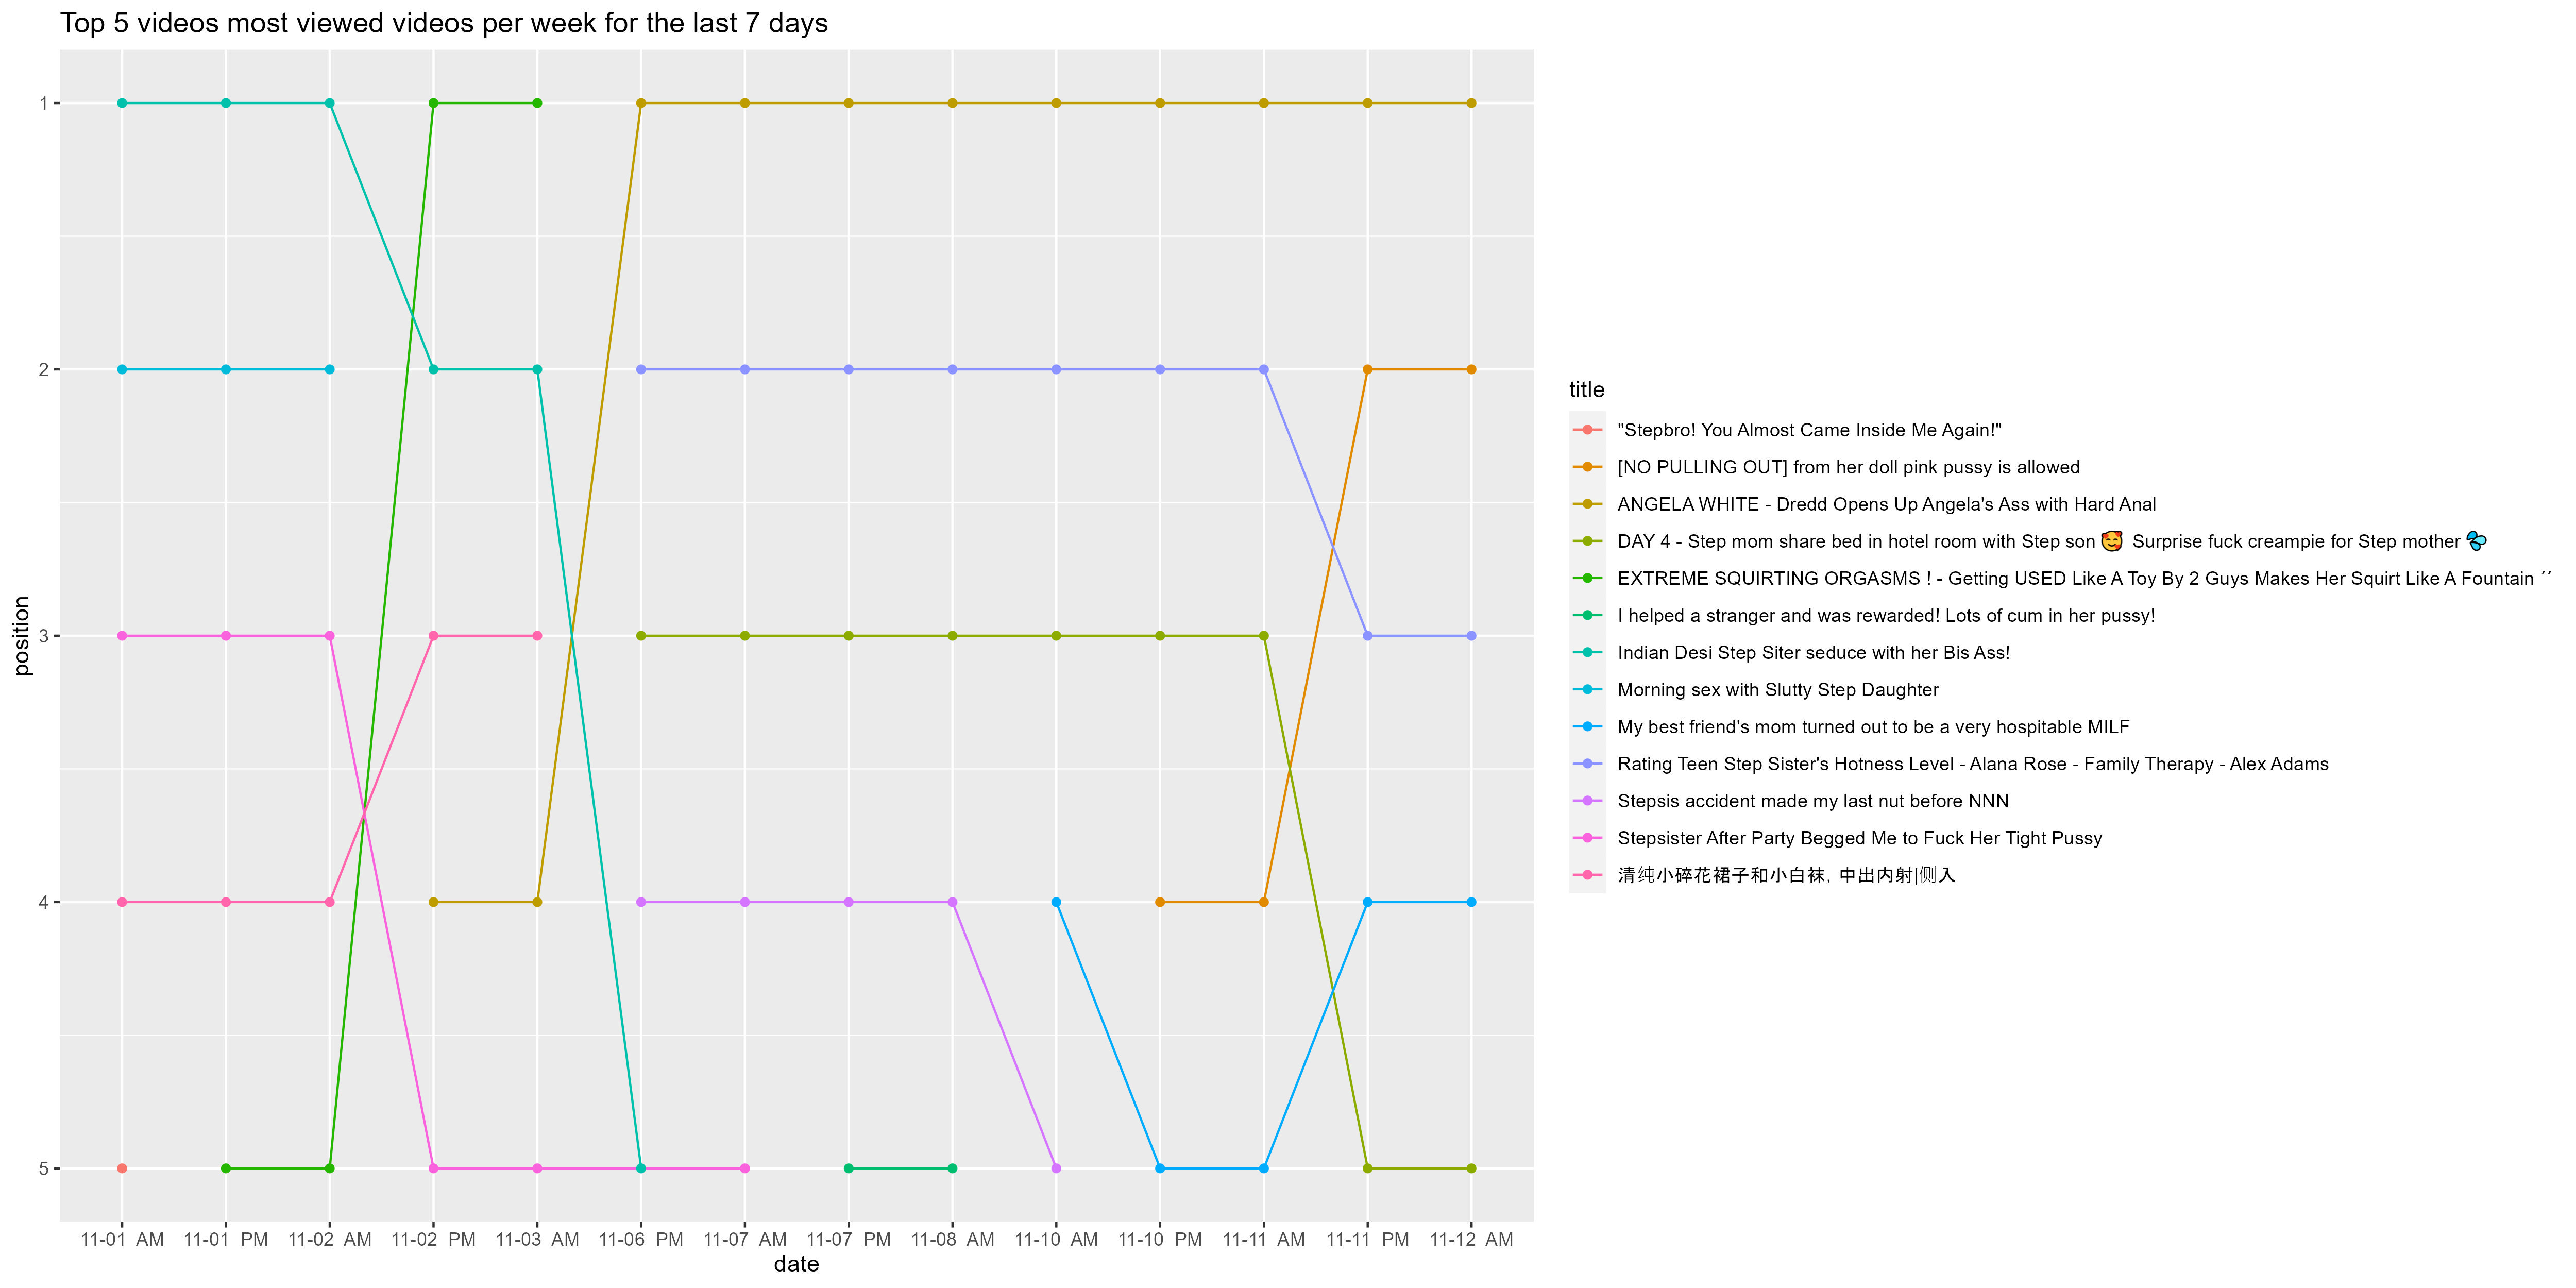 Top 5 videos most viewed videos per week for the last 7 days
position
1
2
3
4
5
11-01 AM
11-01 PM
11-02 AM
11-02 PM
11-03 AM
11-06 PM
11-07 AM
11-07 PM
11-08 AM
11-10 AM
11-10 PM
11-11 AM
11-11 PM
11-12 AM
date
title
"Stepbro! You Almost Came Inside Me Again!"
[NO PULLING OUT] from her doll pink pussy is allowed
ANGELA WHITE - Dredd Opens Up Angela's Ass with Hard Anal
DAY 4 - Step mom share bed in hotel room with Step son 🥰 Surprise fuck creampie for Step mother 💦
EXTREME SQUIRTING ORGASMS ! - Getting USED Like A Toy By 2 Guys Makes Her Squirt Like A Fountain ´´
I helped a stranger and was rewarded! Lots of cum in her pussy!
Indian Desi Step Siter seduce with her Bis Ass!
Morning sex with Slutty Step Daughter
My best friend's mom turned out to be a very hospitable MILF
Rating Teen Step Sister's Hotness Level - Alana Rose - Family Therapy - Alex Adams
Stepsis accident made my last nut before NNN
Stepsister After Party Begged Me to Fuck Her Tight Pussy
清纯小碎花裙子和小白袜, 中出内射|侧入